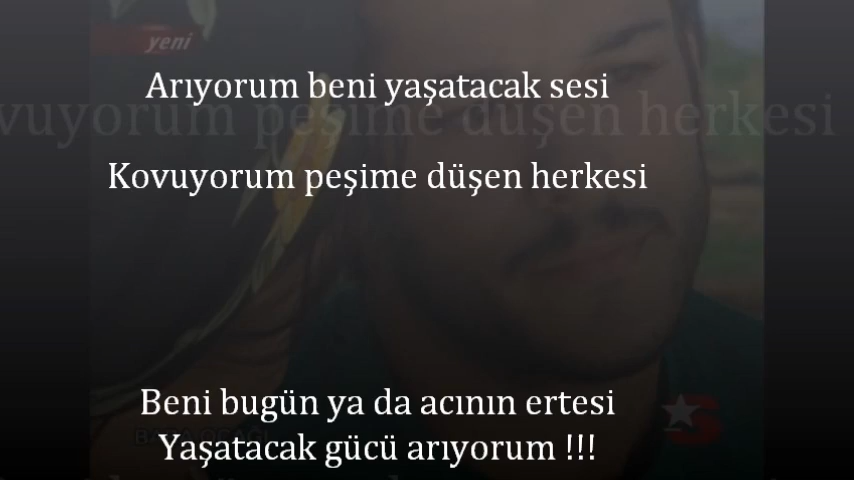 yeni
Arıyorum beni yaşatacak sesi
vuyorum peşime düşen herkesi
Kovuyorum peşime düşen herkesi
Beni bugün ya da acının ertesi
Yaşatacak gücü arıyorum !!!